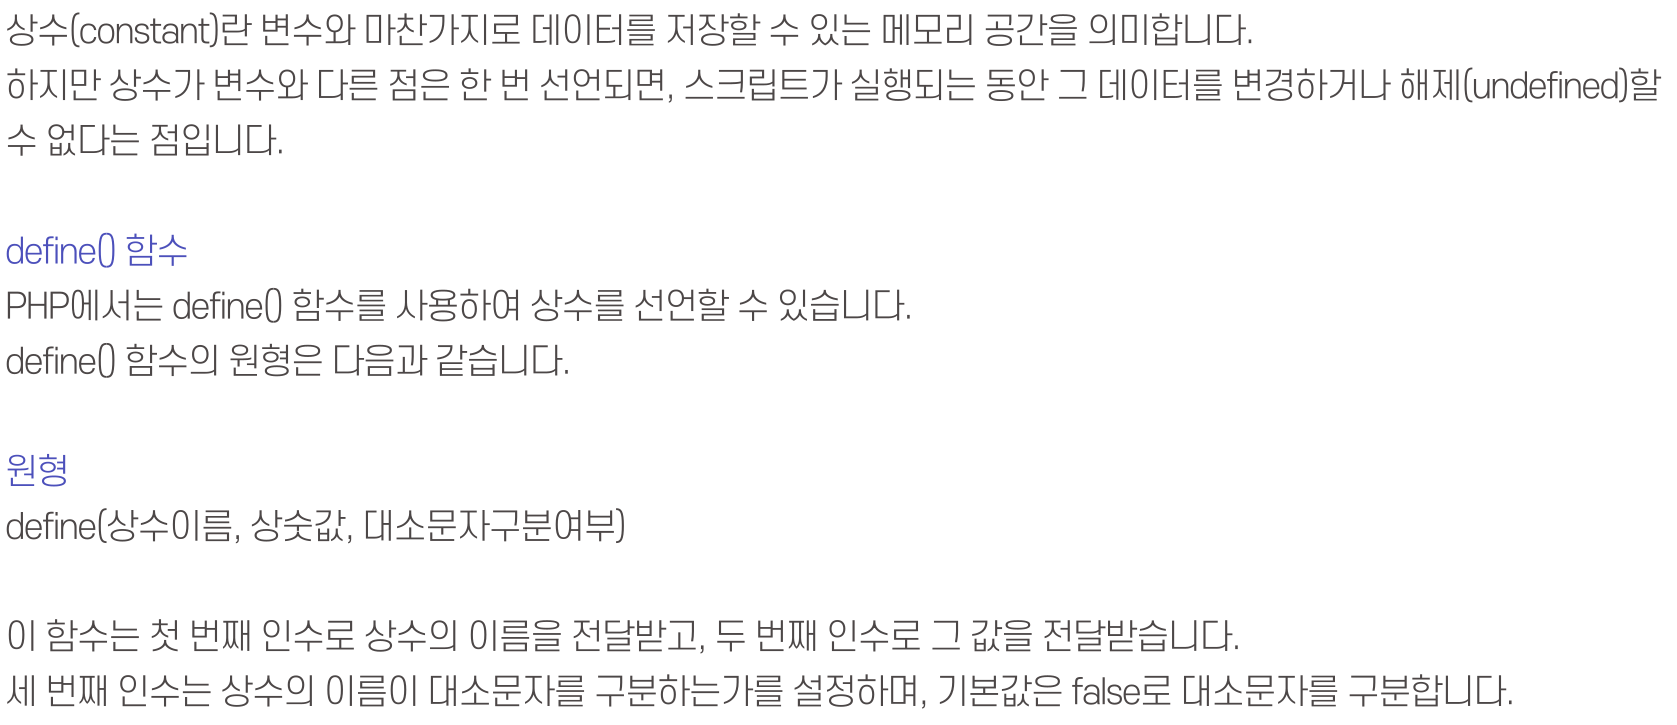 상수(constant)란 변수와 마찬가지로 데이터를 저장할 수 있는 메모리 공간을 의미합니다.
하지만 상수가 변수와 다른 점은 한 번 선언되면, 스크립트가 실행되는 동안 그 데이터를 변경하거나 해제(undefined)할
수 없다는 점입니다.
define() 함수
PHP에서는 define() 함수를 사용하여 상수를 선언할 수 있습니다.
define() 함수의 원형은 다음과 같습니다.
원형
define(상수이름, 상숫값, 대소문자구분여부)
이 함수는 첫 번째 인수로 상수의 이름을 전달받고, 두 번째 인수로 그 값을 전달받습니다.
세 번째 인수는 상수의 이름이 대소문자를 구분하는가를 설정하며, 기본값은 false로 대소문자를 구분합니다.